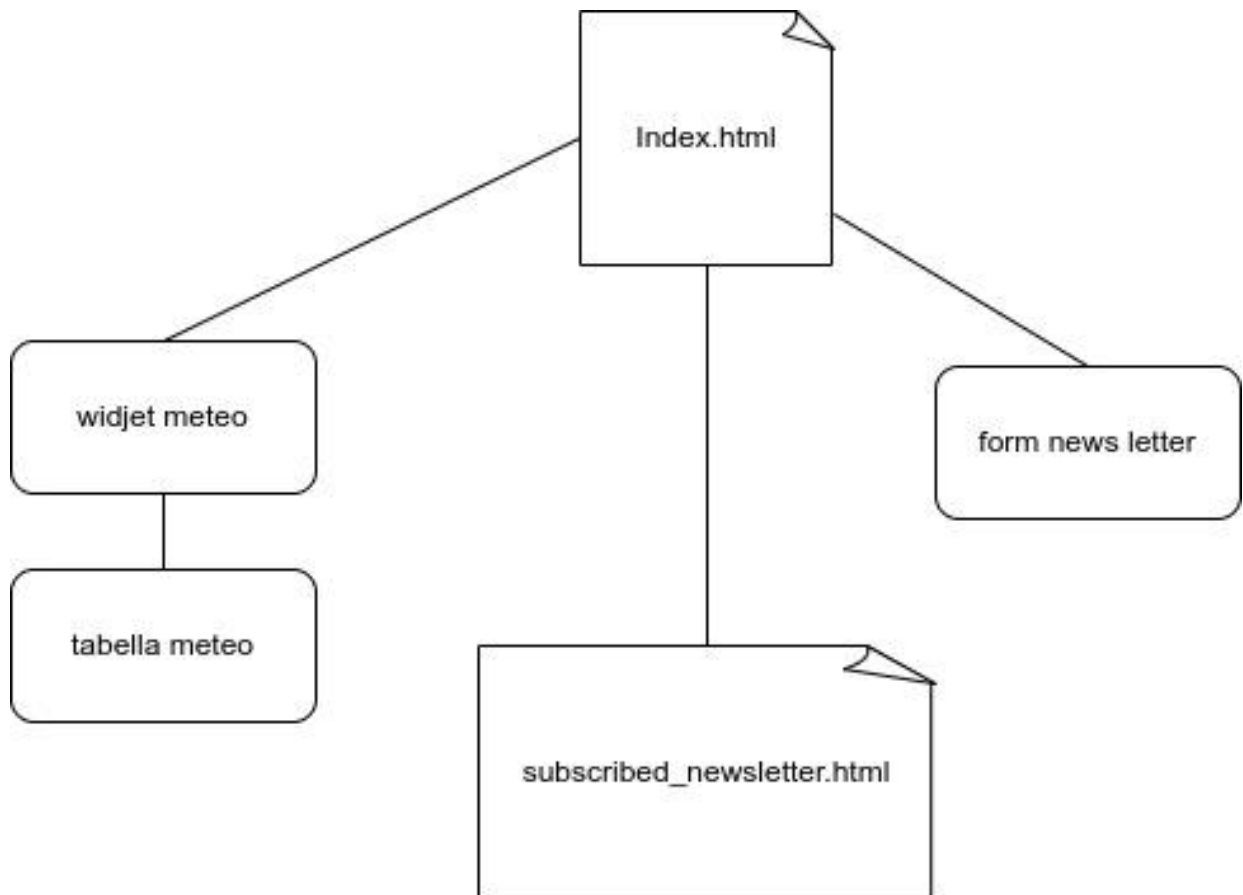 Index.html
widjet meteo
form news letter
tabella meteo
subscribed_newsletter.html